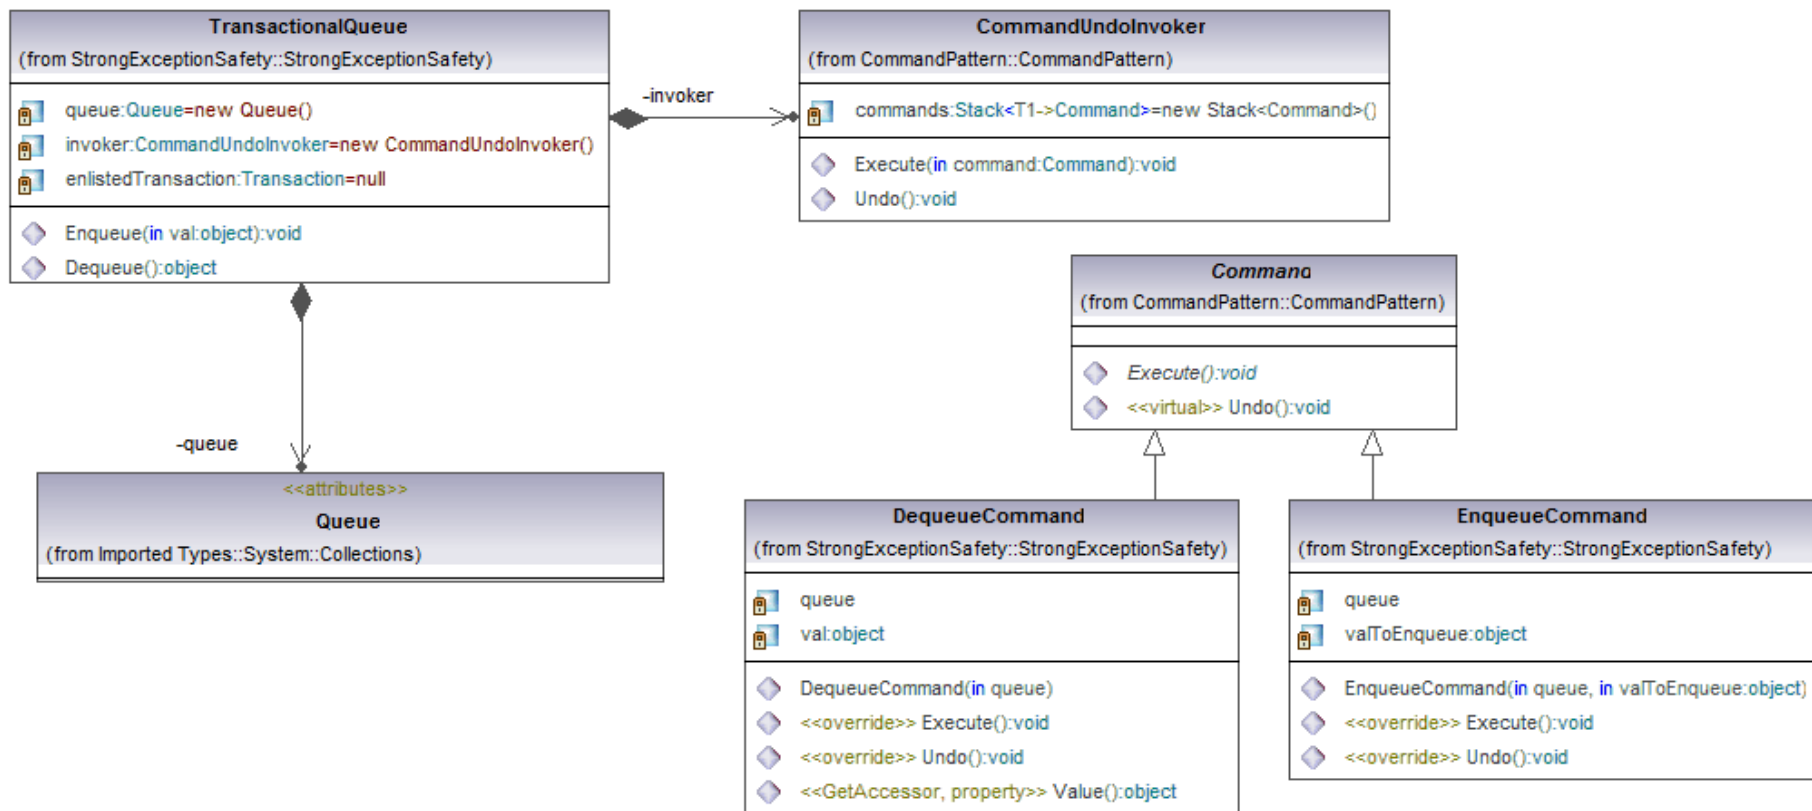 TransactionalQueue
(from StrongExceptionSafety::StrongExceptionSafety)
queue:Queue=new Queue()
invoker:CommandUndoInvoker=new CommandUndoInvoker()
enlistedTransaction:Transaction=null
Enqueue(in val:object):void
Dequeue():object
-invoker
CommandUndoInvoker
(from CommandPattern::CommandPattern)
commands:Stack<T1->Command>=new Stack<Command>()
Execute(in command:Command):void
Undo():void
Command
(from CommandPattern::CommandPattern)
Execute():void
<<virtual>> Undo():void
-queue
<<attributes>>
Queue
(from Imported Types::System::Collections)
DequeueCommand
(from StrongExceptionSafety::StrongExceptionSafety)
queue
val:object
DequeueCommand(in queue)
<<override>> Execute():void
<<override>> Undo():void
<<GetAccessor, property>> Value():object
EnqueueCommand
(from StrongExceptionSafety::StrongExceptionSafety)
queue
valToEnqueue:object
EnqueueCommand(in queue, in valToEnqueue:object)
<<override>> Execute():void
<<override>> Undo():void